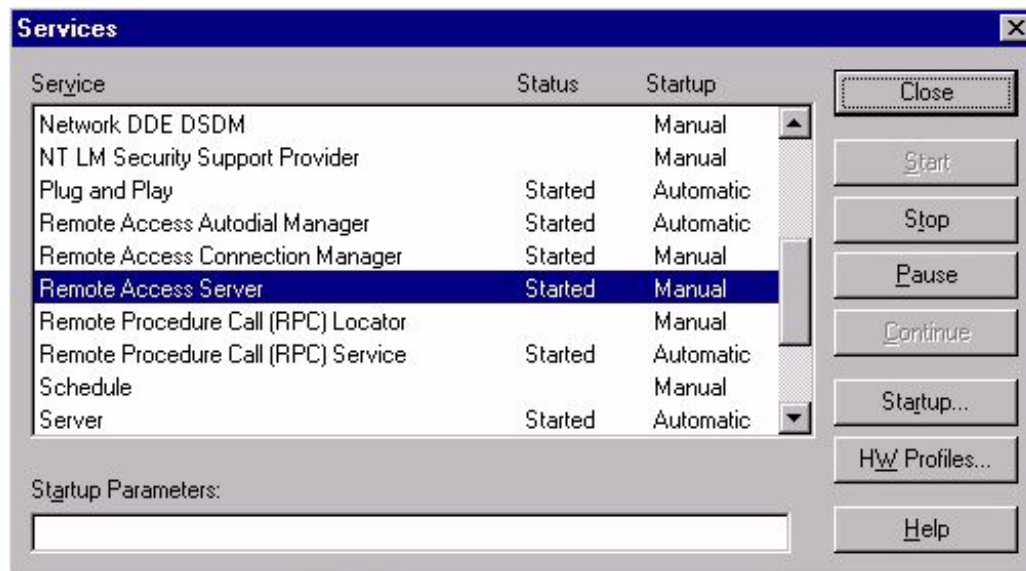 Services
Service Status Startup
Network DDE DSDM Manual
NT LM Security Support Provider Manual
Plug and Play Started Automatic
Remote Access Autodial Manager Started Automatic
Remote Access Connection Manager Started Manual
Remote Access Server Started Manual
Remote Procedure Call (RPC) Locator Manual
Remote Procedure Call (RPC) Service Started Automatic
Schedule Manual
Server Started Automatic
Startup Parameters:
Close
Start
Stop
Pause
Continue
Startup...
HW Profiles...
Help